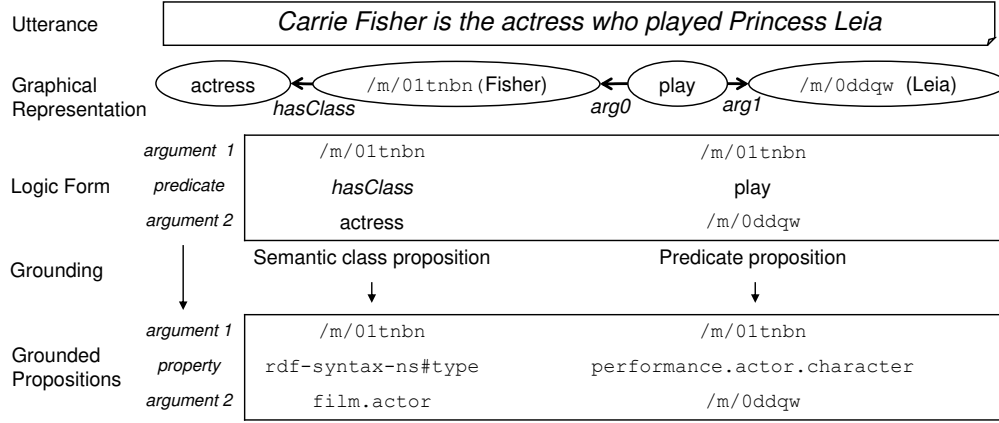 Utterance
Carrie Fisher is the actress who played Princess Leia
Graphical
Representation
actress
hasClass
/m/01tnbn (Fisher)
arg0
play
arg1
/m/0ddqw (Leia)
Logic Form
argument 1 /m/01tnbn /m/01tnbn
predicate hasClass play
argument 2 actress /m/0ddqw
Grounding
Semantic class proposition Predicate proposition
Grounded
Propositions
argument 1 /m/01tnbn /m/01tnbn
property rdf-syntax-ns#type performance.actor.character
argument 2 film.actor /m/0ddqw